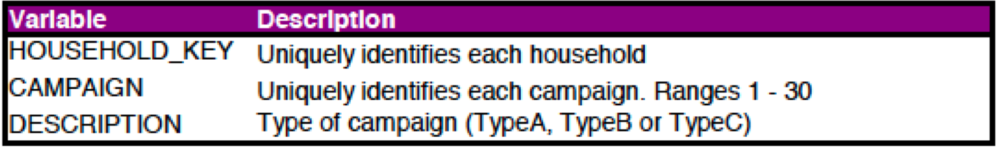 Variable Description
HOUSEHOLD_KEY Uniquely identifies each household
CAMPAIGN Uniquely identifies each campaign. Ranges 1 - 30
DESCRIPTION Type of campaign (TypeA, TypeB or TypeC)